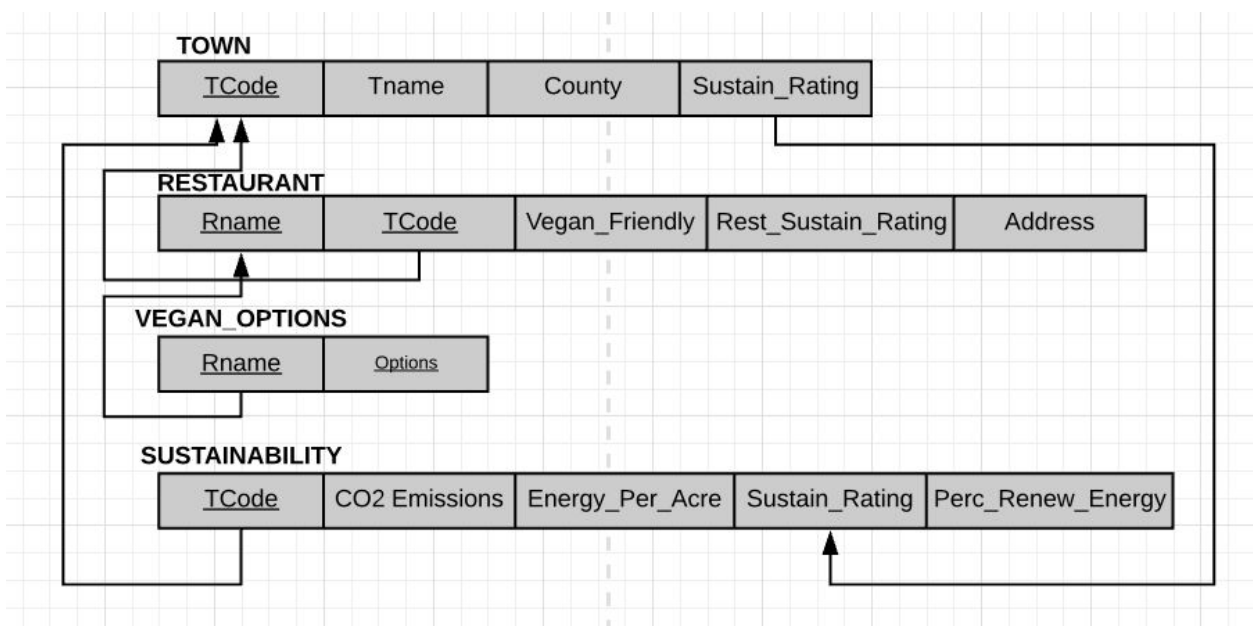 TOWN
TCode Tname County Sustain_Rating
RESTAURANT
Rname TCode Vegan_Friendly Rest_Sustain_Rating Address
VEGAN_OPTIONS
Rname Options
SUSTAINABILITY
TCode CO2 Emissions Energy_Per_Acre Sustain_Rating Perc_Renew_Energy